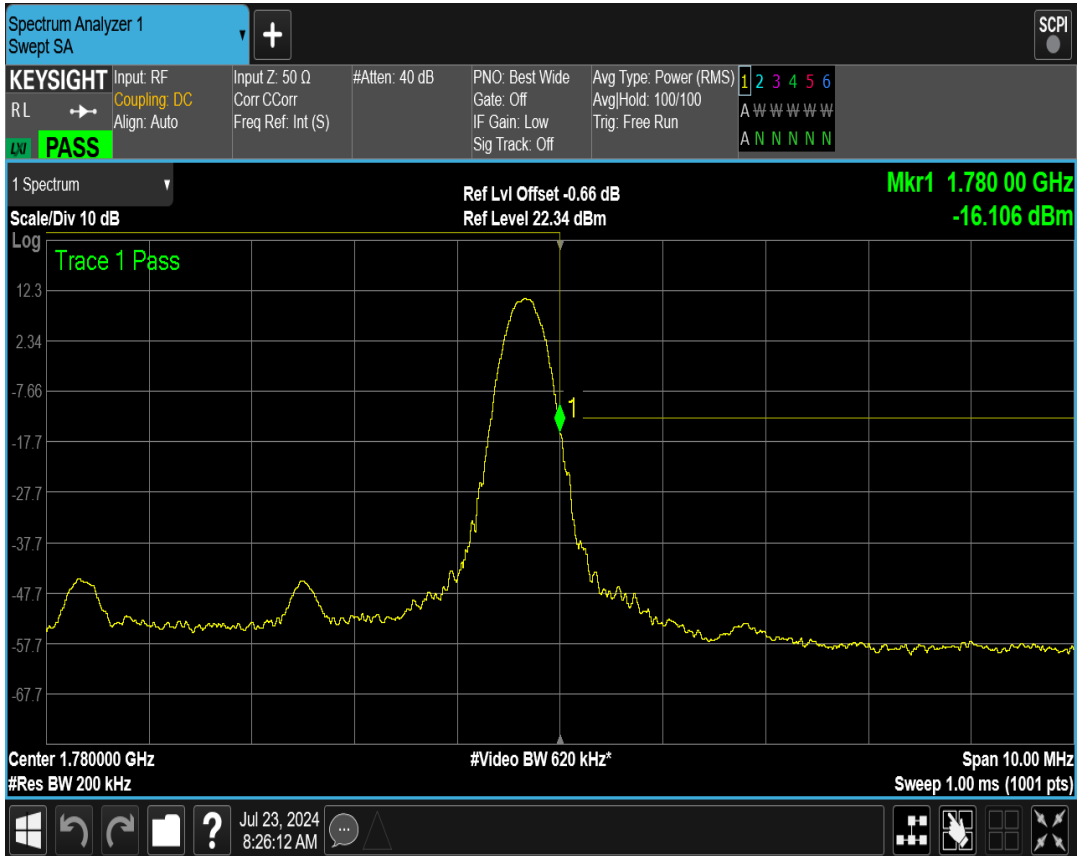 Spectrum Analyzer 1
Swept SA
▼
+
SCPI
KEYSIGHT
RL
LXI PASS
Input: RF
Coupling: DC
Align: Auto
Input Z: 50 Ω
Corr CCorr
Freq Ref: Int (S)
#Atten: 40 dB
PNO: Best Wide
Gate: Off
IF Gain: Low
Sig Track: Off
Avg Type: Power (RMS)
Avg|Hold: 100/100
Trig: Free Run
1 2 3 4 5 6
A W W W W W
A N N N N N
1 Spectrum ▼
Scale/Div 10 dB
Ref Lvl Offset -0.66 dB
Ref Level 22.34 dBm
Mkr1 1.780 00 GHz
-16.106 dBm
Log
Trace 1 Pass
12.3
2.34
-7.66
1
-17.7
-27.7
-37.7
-47.7
-57.7
-67.7
Center 1.780000 GHz
#Res BW 200 kHz
#Video BW 620 kHz*
Span 10.00 MHz
Sweep 1.00 ms (1001 pts)
?
Jul 23, 2024
8:26:12 AM